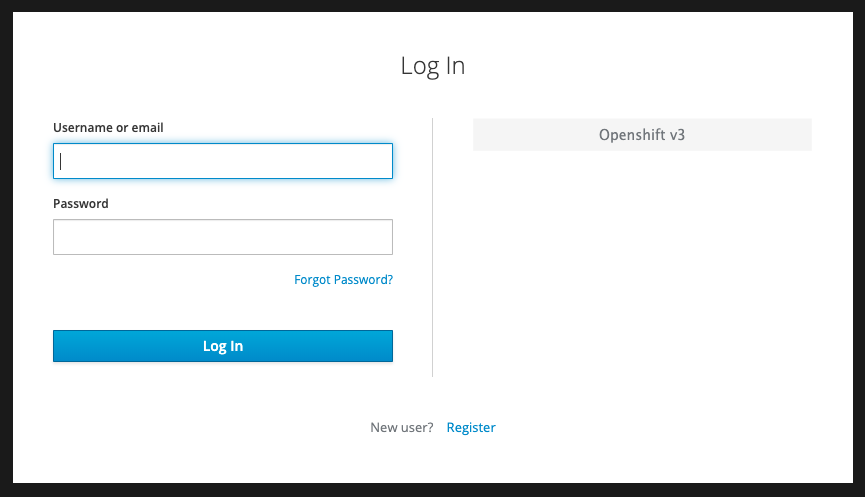 Log In
Username or email
Password
Forgot Password?
Log In
Openshift v3
New user? Register